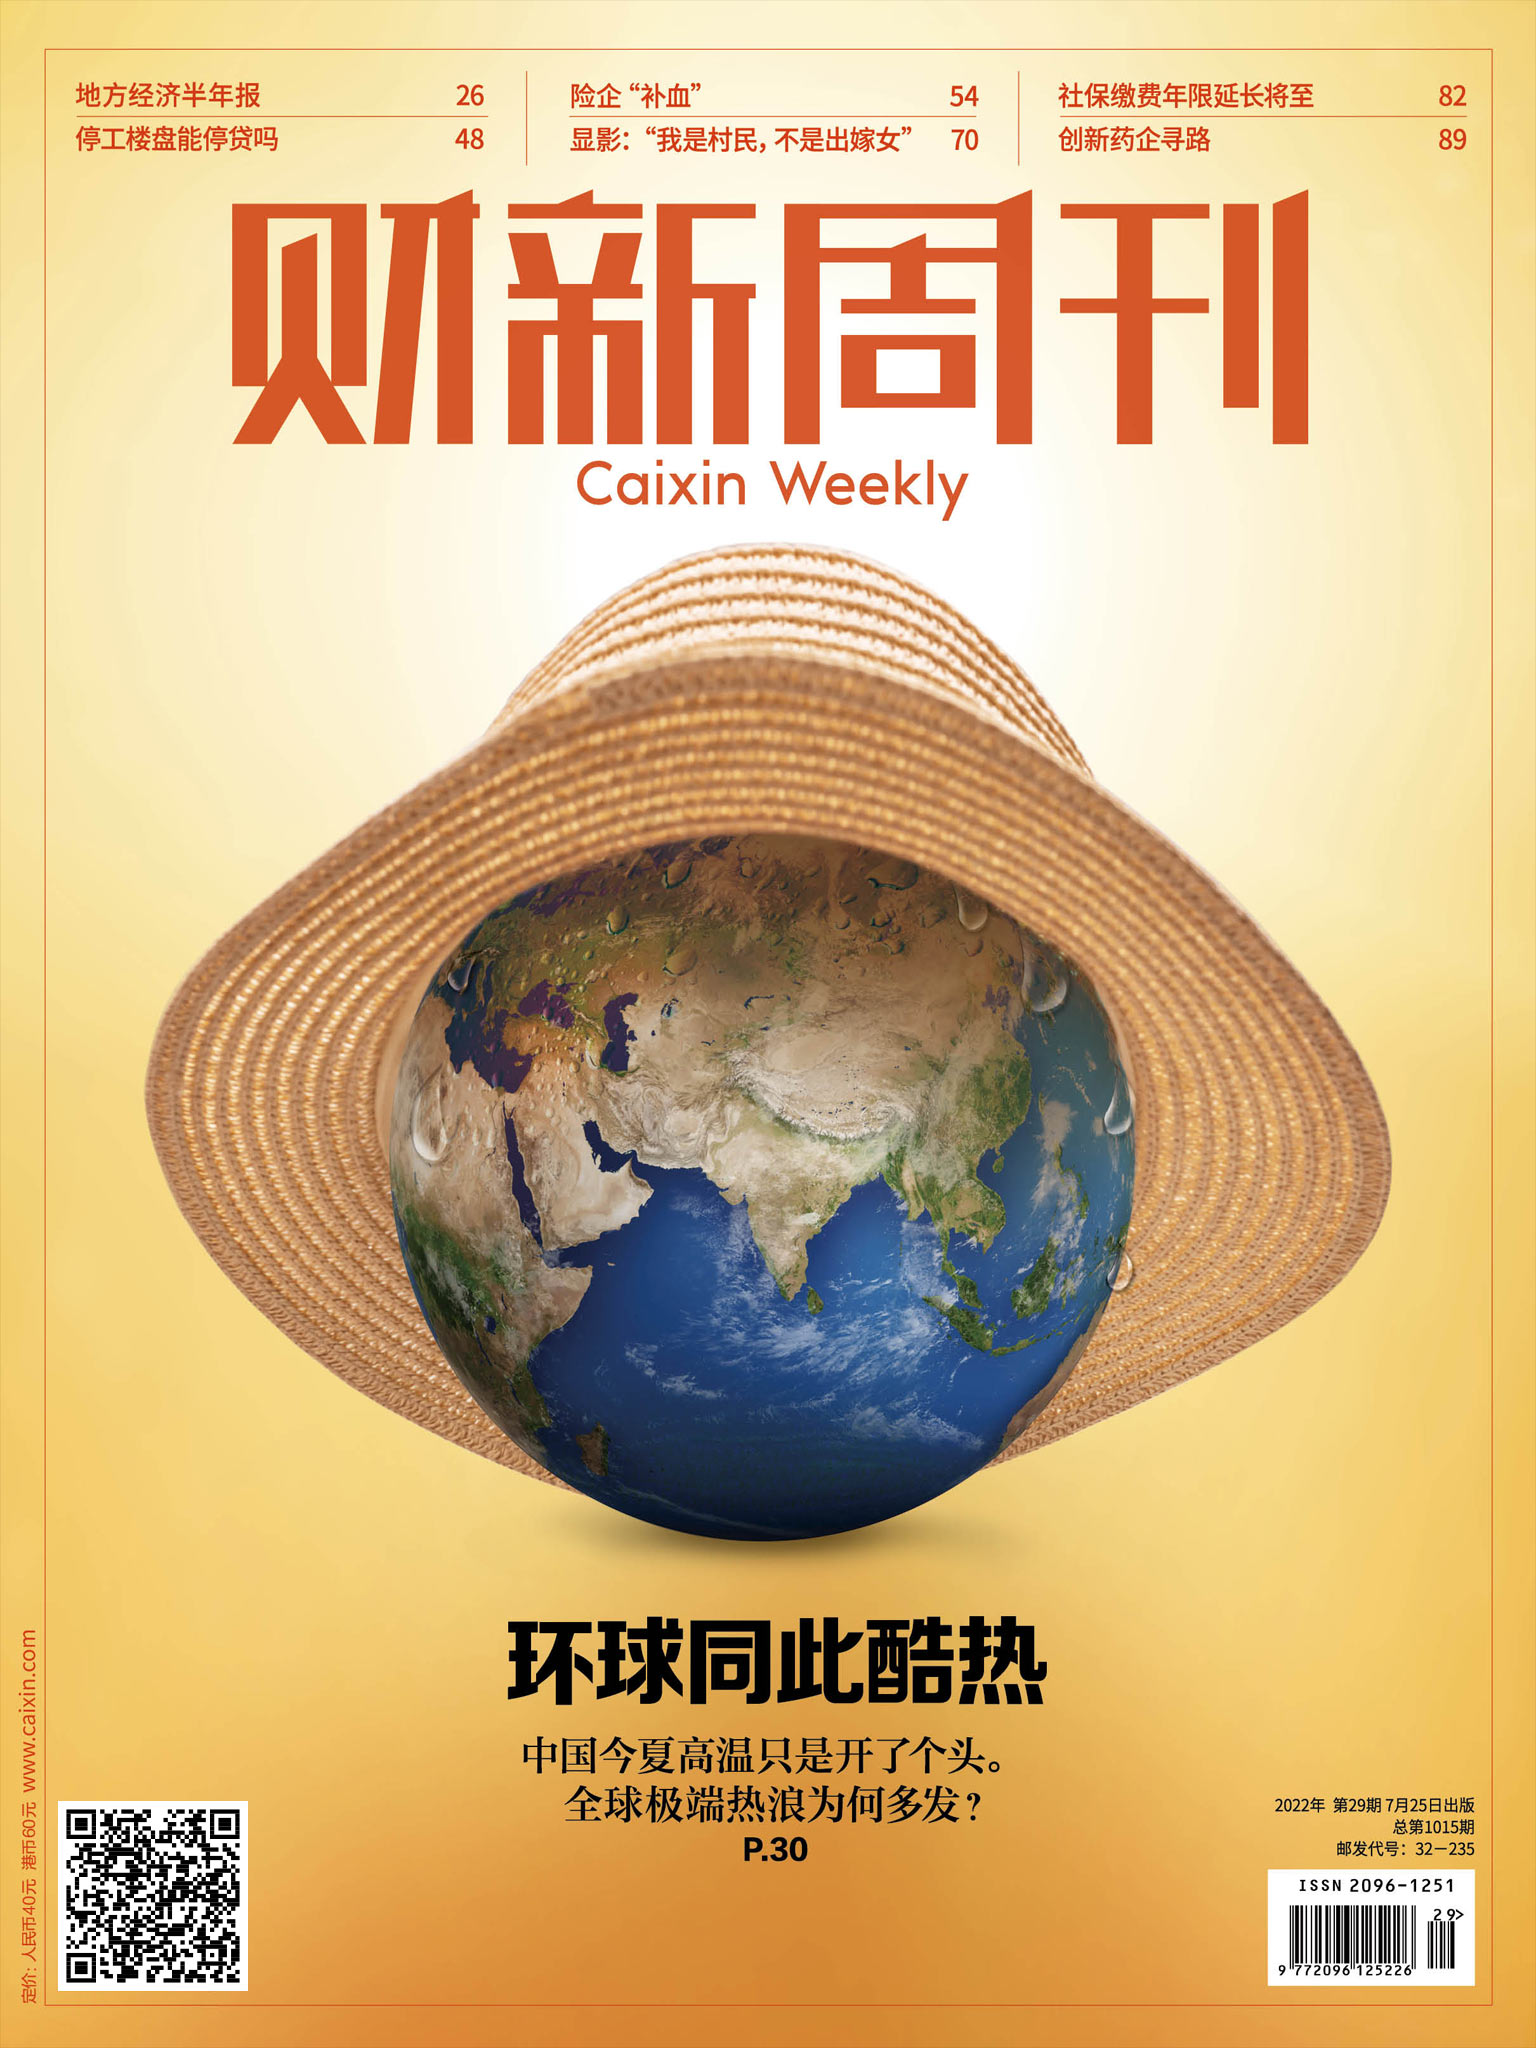 地方经济半年报 26
停工楼盘能停贷吗 48
险企“补血” 54
显影：“我是村民，不是出嫁女” 70
社保缴费年限延长将至 82
创新药企寻路 89
财新周刊
Caixin Weekly
环球同此酷热
中国今夏高温只是开了个头。
全球极端热浪为何多发？
P.30
定价：人民币40元 港币60元 www.caixin.com
2022年 第29期 7月25日出版
总第1015期
邮发代号：32－235
ISSN 2096-1251
29>
9 772096 125226